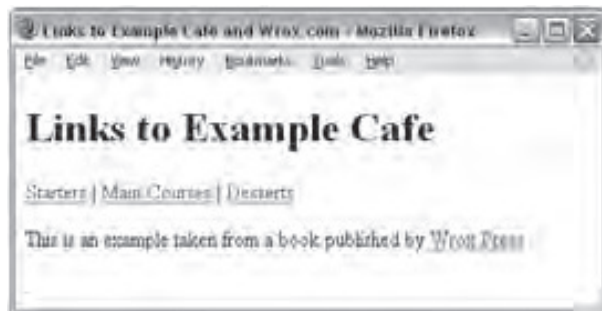 Links to Example Cafe and Wrox.com - Mozilla Firefox
File Edit View History Bookmarks Tools Help
Links to Example Cafe
Starters | Main Courses | Desserts
This is an example taken from a book published by Wrox Press.